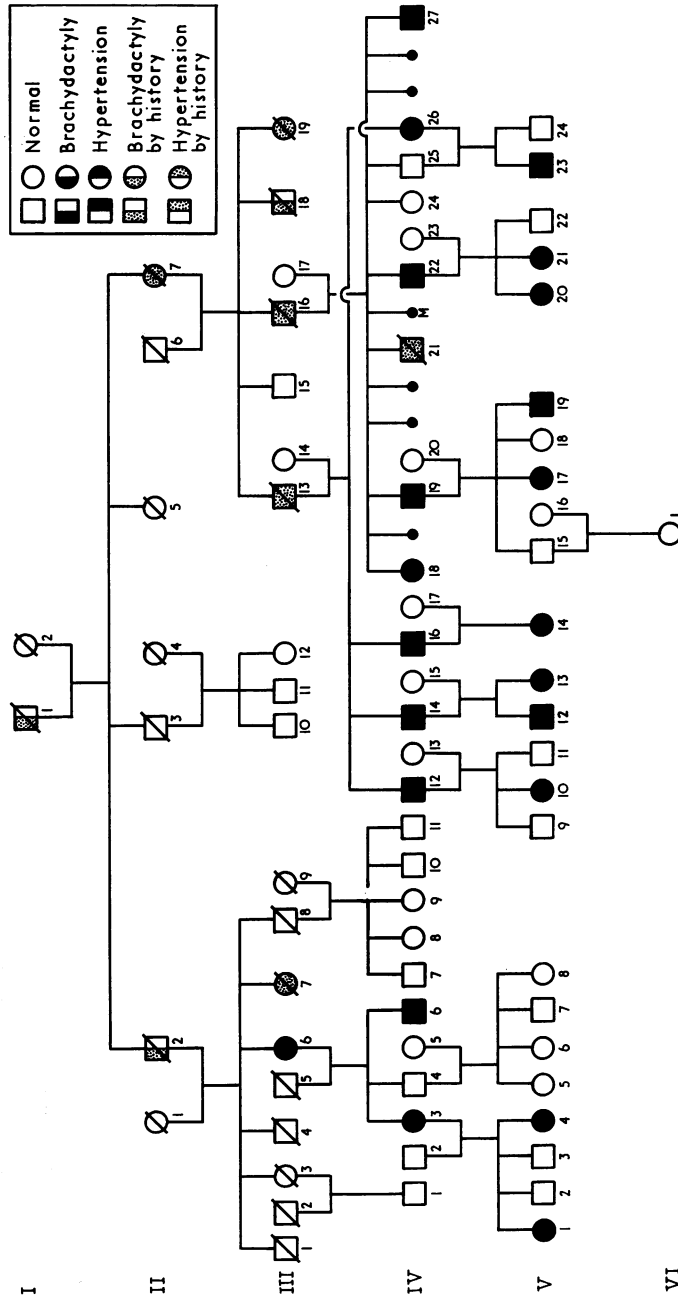 Normal
Brachydactyly
Hypertension
Brachydactyly
by history
Hypertension
by history
I
1 2
II
1 2 3 4 5 6 7
III
1 2 3 4 5 6 7 8 9 10 11 12 13 14 15 16 17 18 19
IV
1 2 3 4 5 6 7 8 9 10 11 12 13 14 15 16 17 18 19 20 21 M 22 23 24 25 26 27
V
1 2 3 4 5 6 7 8 9 10 11 12 13 14 15 16 17 18 19 20 21 22 23 24
VI
1